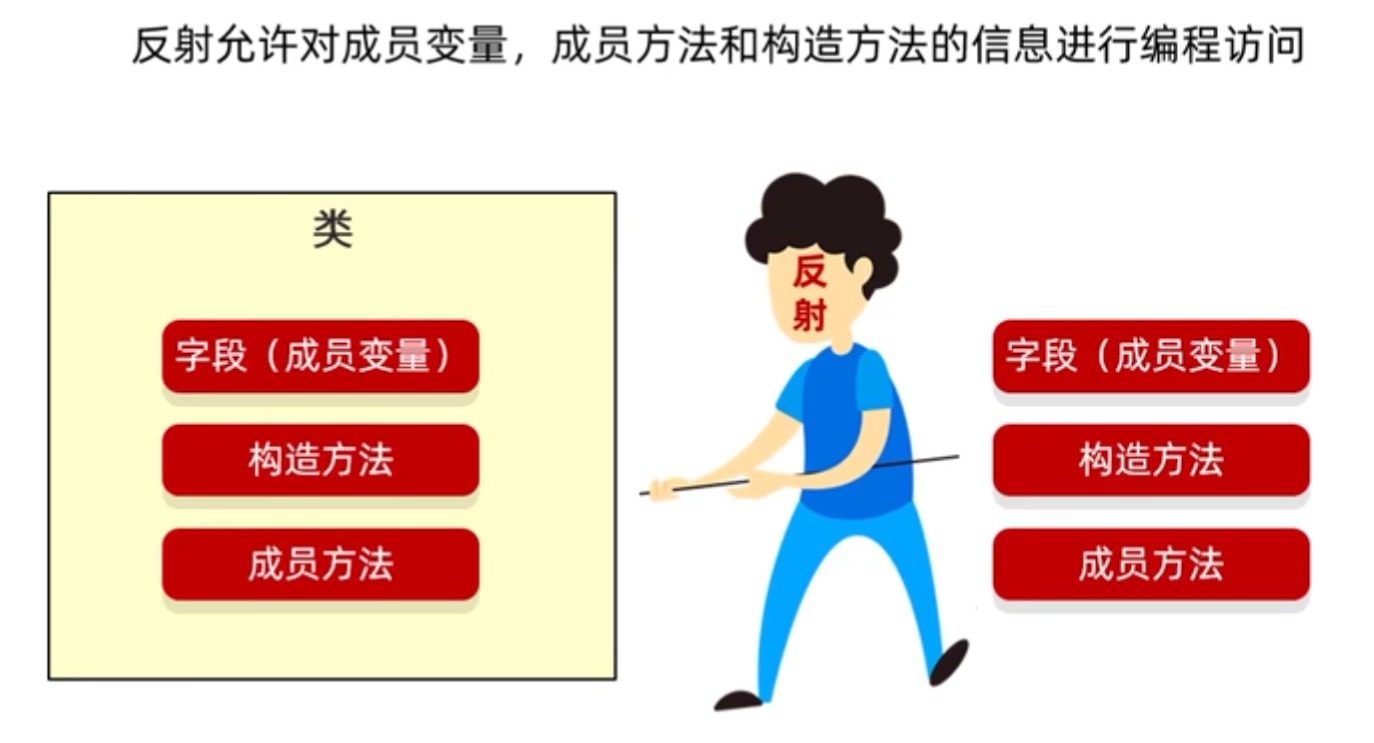 反射允许对成员变量，成员方法和构造方法的信息进行编程访问
类
字段（成员变量）
构造方法
成员方法
反
射
字段（成员变量）
构造方法
成员方法